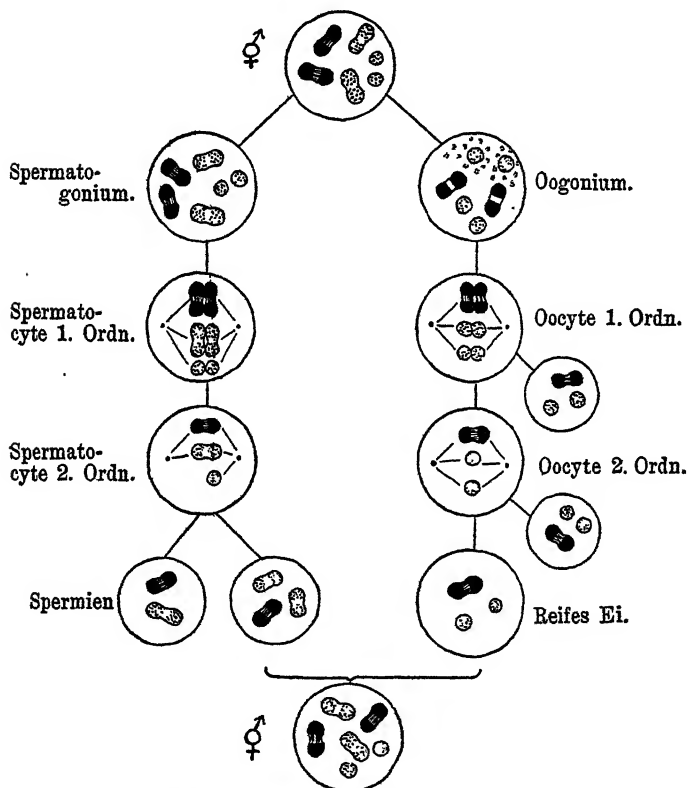 ⚥
Spermato-
gonium.
Oogonium.
Spermato-
cyte 1. Ordn.
Oocyte 1. Ordn.
Spermato-
cyte 2. Ordn.
Oocyte 2. Ordn.
Spermien
Reifes Ei.
⚥